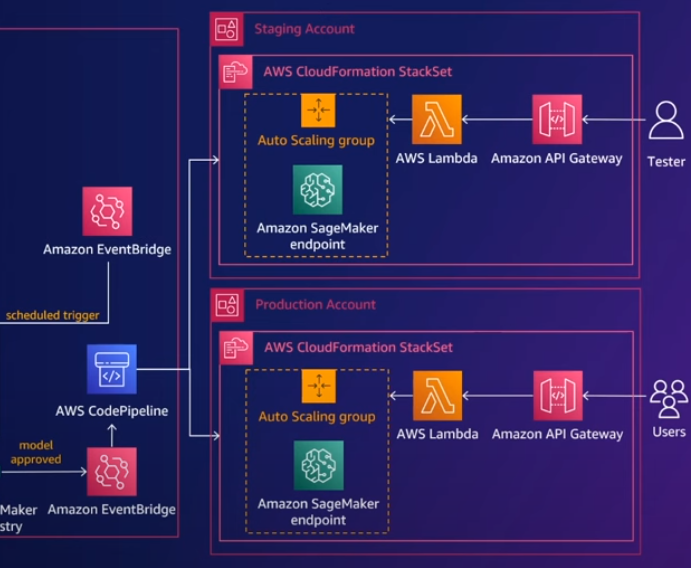 Staging Account
AWS CloudFormation StackSet
Auto Scaling group
AWS Lambda
Amazon API Gateway
Tester
Amazon SageMaker
endpoint
Amazon EventBridge
scheduled trigger
Production Account
AWS CloudFormation StackSet
Auto Scaling group
AWS Lambda
Amazon API Gateway
Users
Amazon SageMaker
endpoint
AWS CodePipeline
model
approved
Maker
stry
Amazon EventBridge